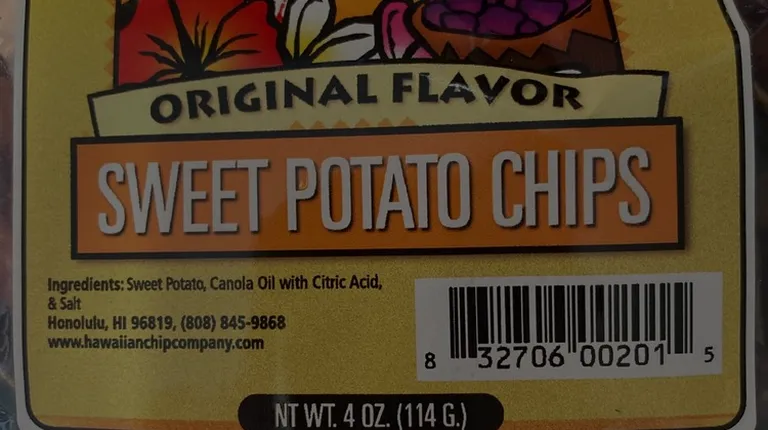 ORIGINAL FLAVOR
SWEET POTATO CHIPS
Ingredients: Sweet Potato, Canola Oil with Citric Acid,
& Salt
Honolulu, HI 96819, (808) 845-9868
www.hawaiianchipcompany.com
8 32706 00201 5
NT WT. 4 OZ. (114 G.)